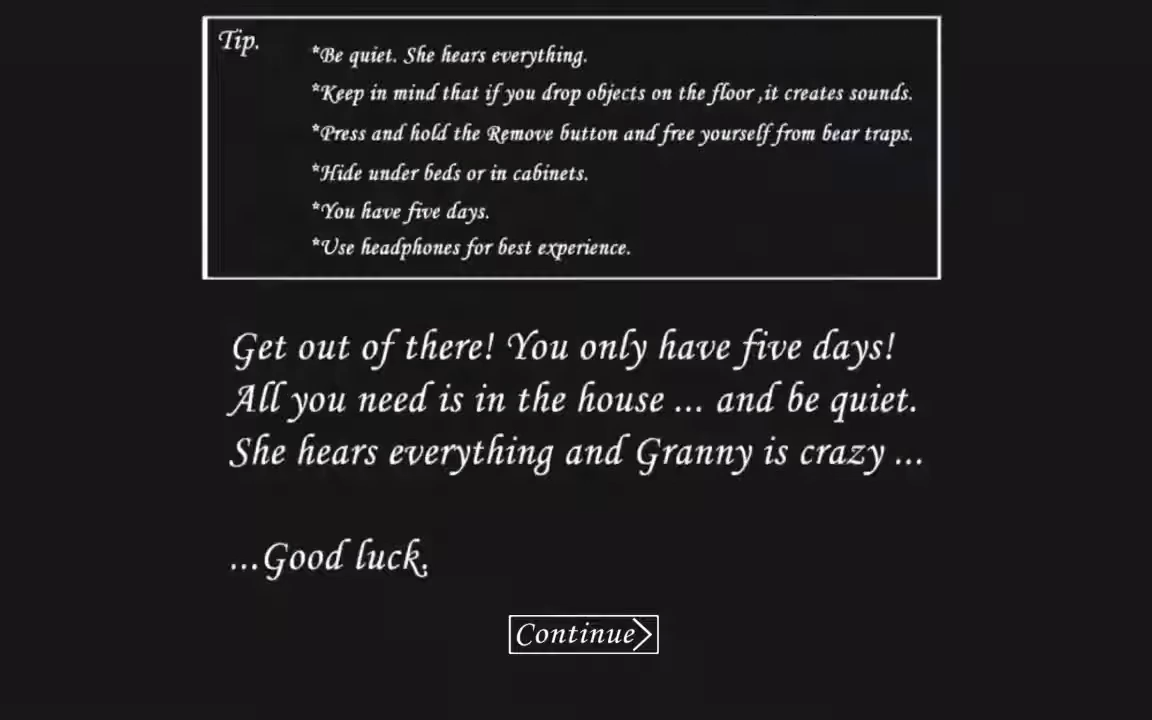 Tip.
*Be quiet. She hears everything.
*Keep in mind that if you drop objects on the floor ,it creates sounds.
*Press and hold the Remove button and free yourself from bear traps.
*Hide under beds or in cabinets.
*You have five days.
*Use headphones for best experience.
Get out of there! You only have five days!
All you need is in the house ... and be quiet.
She hears everything and Granny is crazy ...
...Good luck.
Continue>